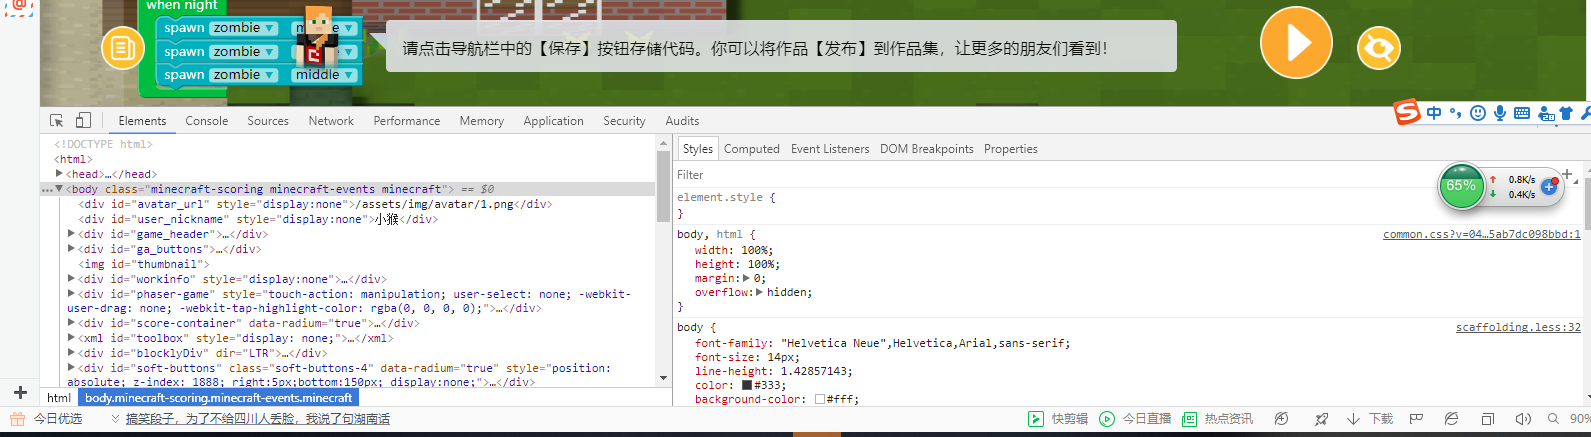 when night
spawn zombie
spawn zombie
spawn zombie middle
请点击导航栏中的【保存】按钮存储代码。你可以将作品【发布】到作品集，让更多的朋友们看到！
Elements Console Sources Network Performance Memory Application Security Audits
中
<!DOCTYPE html>
<html>
<head>…</head>
<body class="minecraft-scoring minecraft-events minecraft"> == $0
<div id="avatar_url" style="display:none">/assets/img/avatar/1.png</div>
<div id="user_nickname" style="display:none">小猴</div>
<div id="game_header">…</div>
<div id="ga_buttons">…</div>
<img id="thumbnail">
<div id="workinfo" style="display:none">…</div>
<div id="phaser-game" style="touch-action: manipulation; user-select: none; -webkit-
user-drag: none; -webkit-tap-highlight-color: rgba(0, 0, 0, 0);">…</div>
<div id="score-container" data-radium="true">…</div>
<xml id="toolbox" style="display: none;">…</xml>
<div id="blocklyDiv" dir="LTR">…</div>
<div id="soft-buttons" class="soft-buttons-4" data-radium="true" style="position:
absolute; z-index: 1888; right:5px;bottom:150px; display:none;">…</div>
html body.minecraft-scoring.minecraft-events.minecraft
Styles Computed Event Listeners DOM Breakpoints Properties
Filter
65% 0.8K/s
0.4K/s
element.style {
}
body, html { common.css?v=04…5ab7dc098bbd:1
width: 100%;
height: 100%;
margin: 0;
overflow: hidden;
}
body { scaffolding.less:32
font-family: "Helvetica Neue",Helvetica,Arial,sans-serif;
font-size: 14px;
line-height: 1.42857143;
color: #333;
background-color: #fff;
今日优选 搞笑段子，为了不给四川人丢脸，我说了句湖南话 快剪辑 今日直播 热点资讯 下载 90%